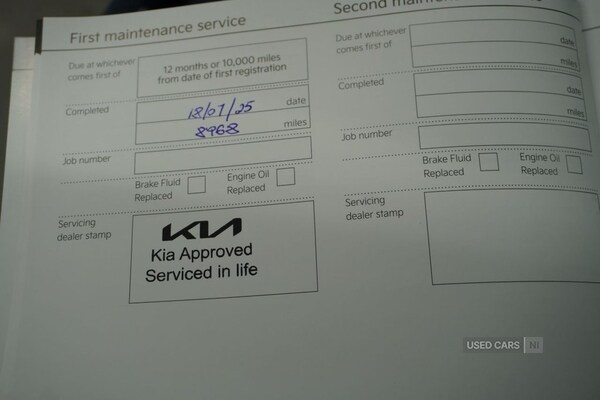 First maintenance service
Due at whichever
comes first of
12 months or 10,000 miles
from date of first registration
Completed
18/07/25 date
8968 miles
Job number
Brake Fluid
Replaced
Engine Oil
Replaced
Servicing
dealer stamp
KIA
Kia Approved
Serviced in life
Second
Due at whichever
comes first of
date
miles
Completed
date
miles
Job number
Brake Fluid
Replaced
Engine Oil
Replaced
Servicing
dealer stamp
USED CARS NI